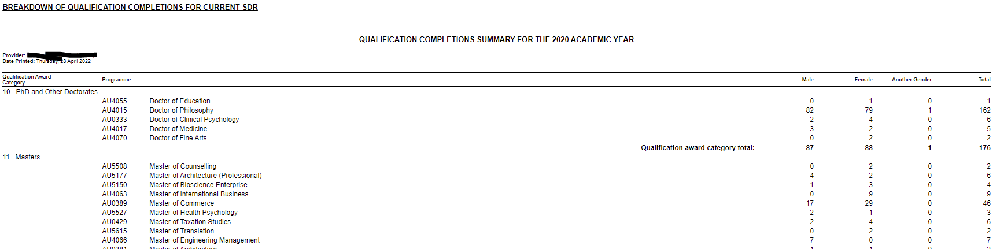 BREAKDOWN OF QUALIFICATION COMPLETIONS FOR CURRENT SDR
QUALIFICATION COMPLETIONS SUMMARY FOR THE 2020 ACADEMIC YEAR
Provider:
Date Printed: Thursday, 28 April 2022
Qualification Award Category Programme Male Female Another Gender Total
10 PhD and Other Doctorates
AU4055 Doctor of Education 0 1 0 1
AU4015 Doctor of Philosophy 82 79 1 162
AU0333 Doctor of Clinical Psychology 2 4 0 6
AU4017 Doctor of Medicine 3 2 0 5
AU4070 Doctor of Fine Arts 0 2 0 2
Qualification award category total: 87 88 1 176
11 Masters
AU5508 Master of Counselling 0 2 0 2
AU5177 Master of Architecture (Professional) 4 2 0 6
AU5150 Master of Bioscience Enterprise 1 3 0 4
AU4063 Master of International Business 0 9 0 9
AU0389 Master of Commerce 17 29 0 46
AU5527 Master of Health Psychology 2 1 0 3
AU0429 Master of Taxation Studies 2 4 0 6
AU5615 Master of Translation 0 2 0 2
AU4066 Master of Engineering Management 7 0 0 7
Master of Architecture 1 1 0 2